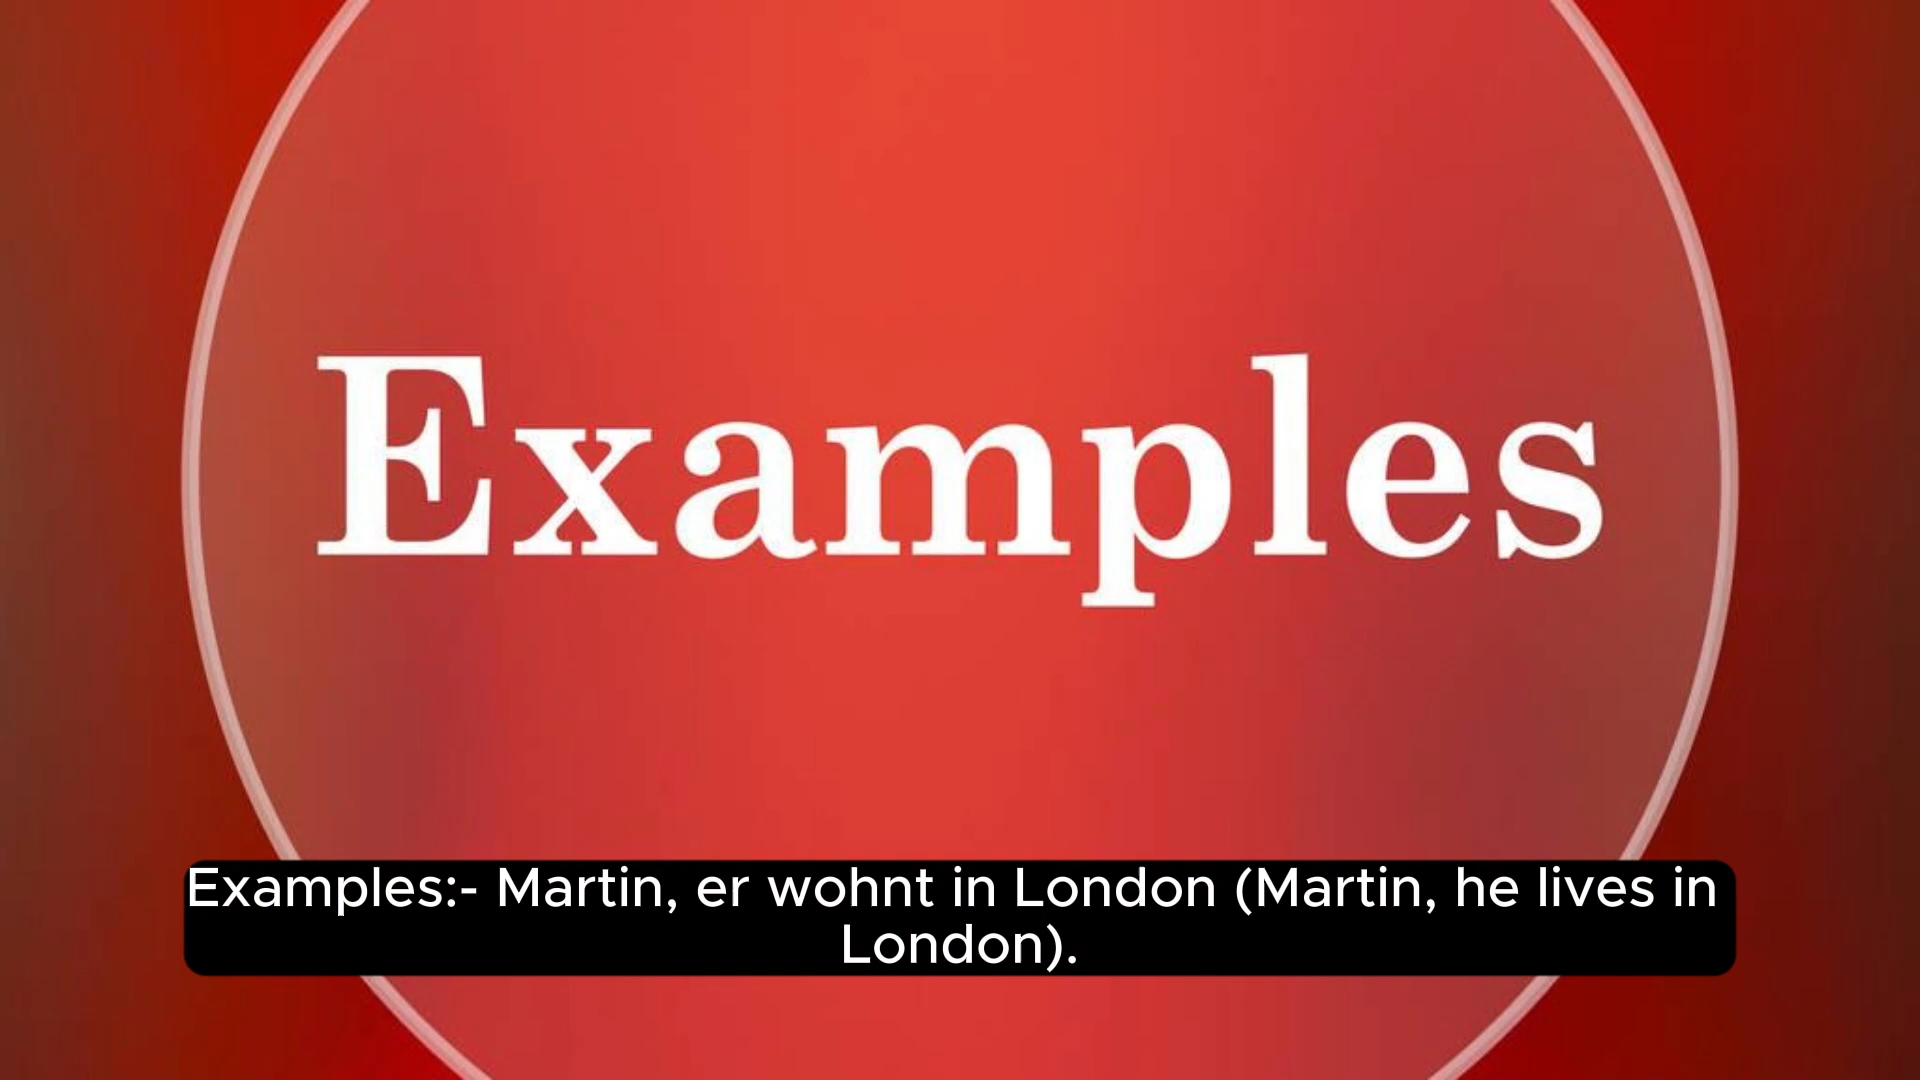 Examples
Examples:- Martin, er wohnt in London (Martin, he lives in
London).